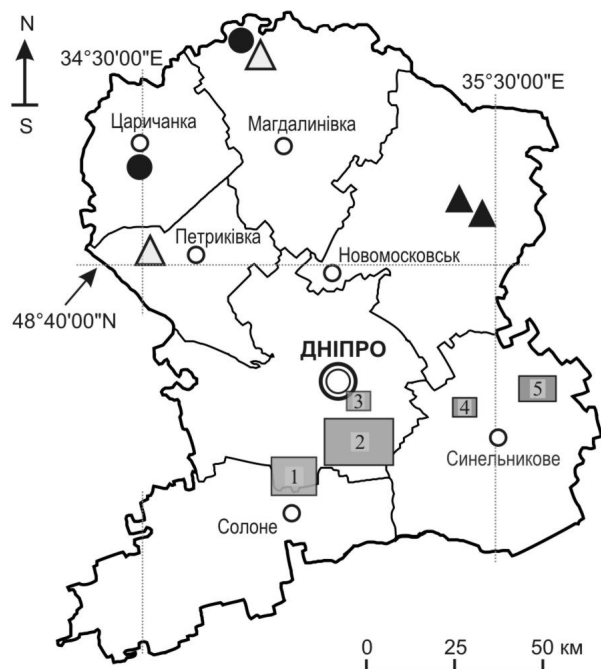 N
S
34°30'00"E
35°30'00"E
Царичанка
Магдалинівка
Петриківка
Новомосковськ
48°40'00"N
ДНІПРО
3
4
5
2
Синельникове
1
Солоне
0 25 50 км